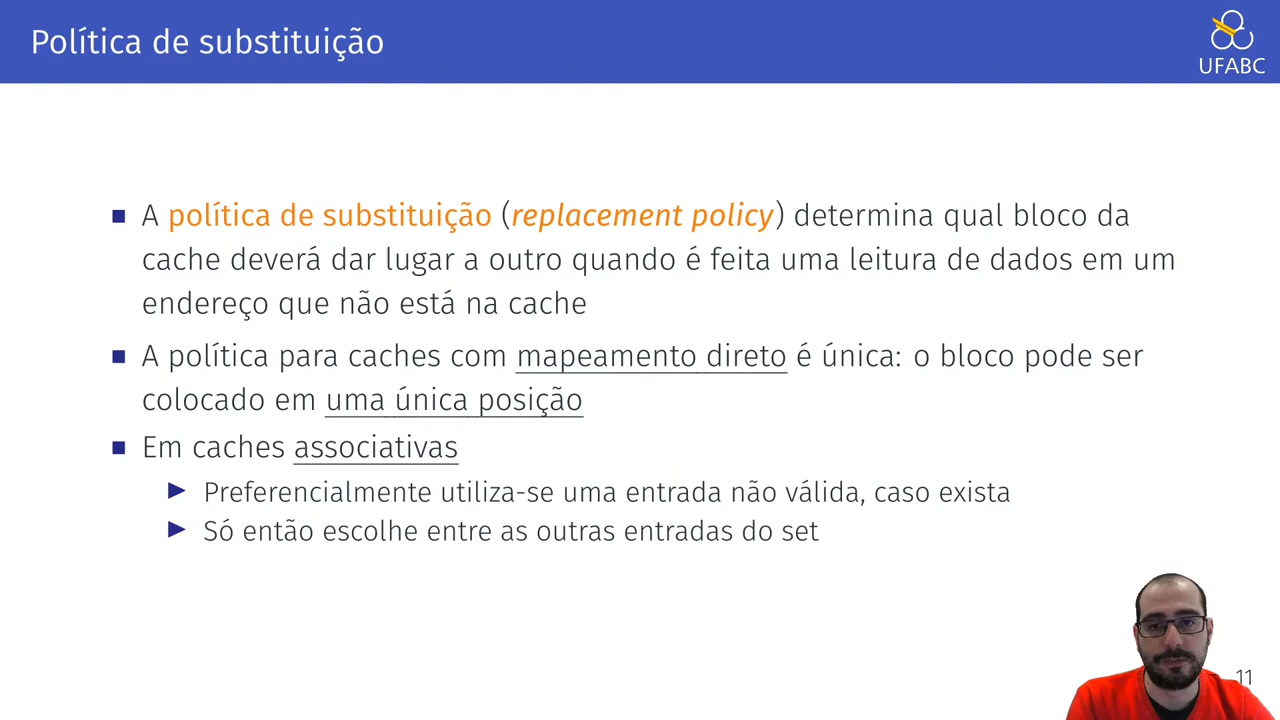 Política de substituição
UFABC
A política de substituição (replacement policy) determina qual bloco da
cache deverá dar lugar a outro quando é feita uma leitura de dados em um
endereço que não está na cache
A política para caches com mapeamento direto é única: o bloco pode ser
colocado em uma única posição
Em caches associativas
Preferencialmente utiliza-se uma entrada não válida, caso exista
Só então escolhe entre as outras entradas do set
11